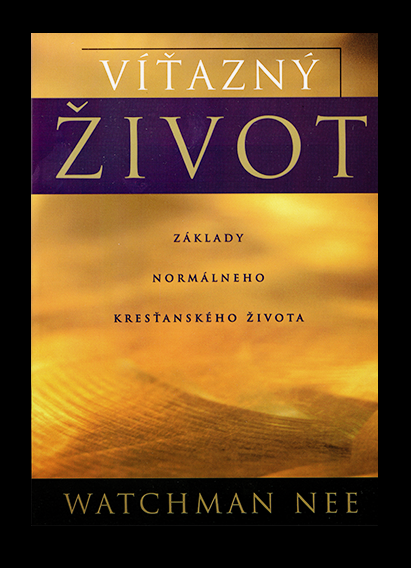 VÍŤAZNÝ
ŽIVOT
ZÁKLADY
NORMÁLNEHO
KRESŤANSKÉHO ŽIVOTA
WATCHMAN NEE